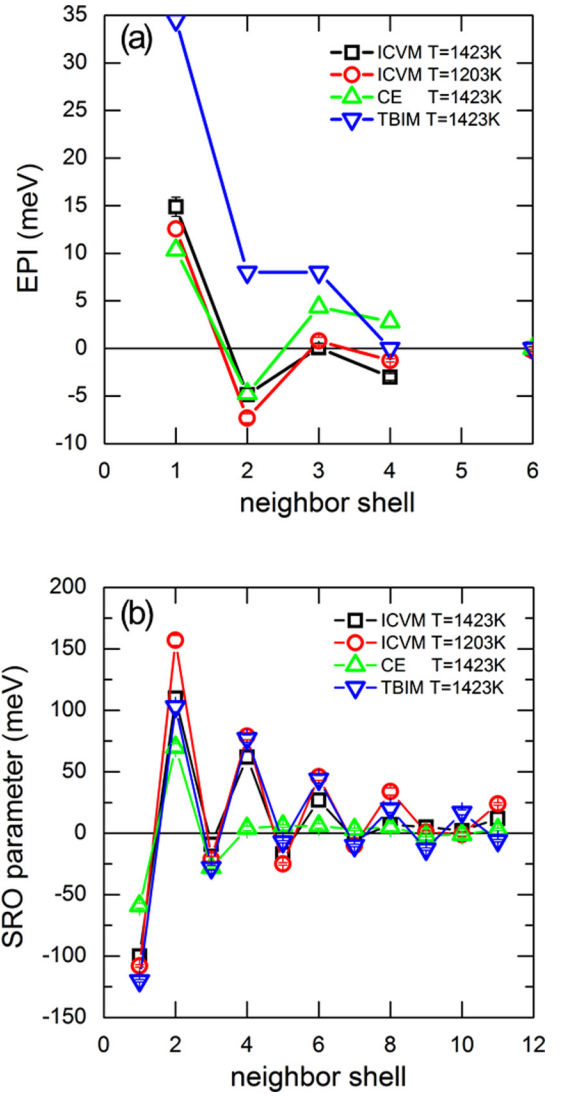 (a)
35
30
25
20
15
10
5
0
-5
-10
EPI (meV)
ICVM T=1423K
ICVM T=1203K
CE T=1423K
TBIM T=1423K
0 1 2 3 4 5 6
neighbor shell
(b)
200
150
100
50
0
-50
-100
-150
SRO parameter (meV)
ICVM T=1423K
ICVM T=1203K
CE T=1423K
TBIM T=1423K
0 2 4 6 8 10 12
neighbor shell